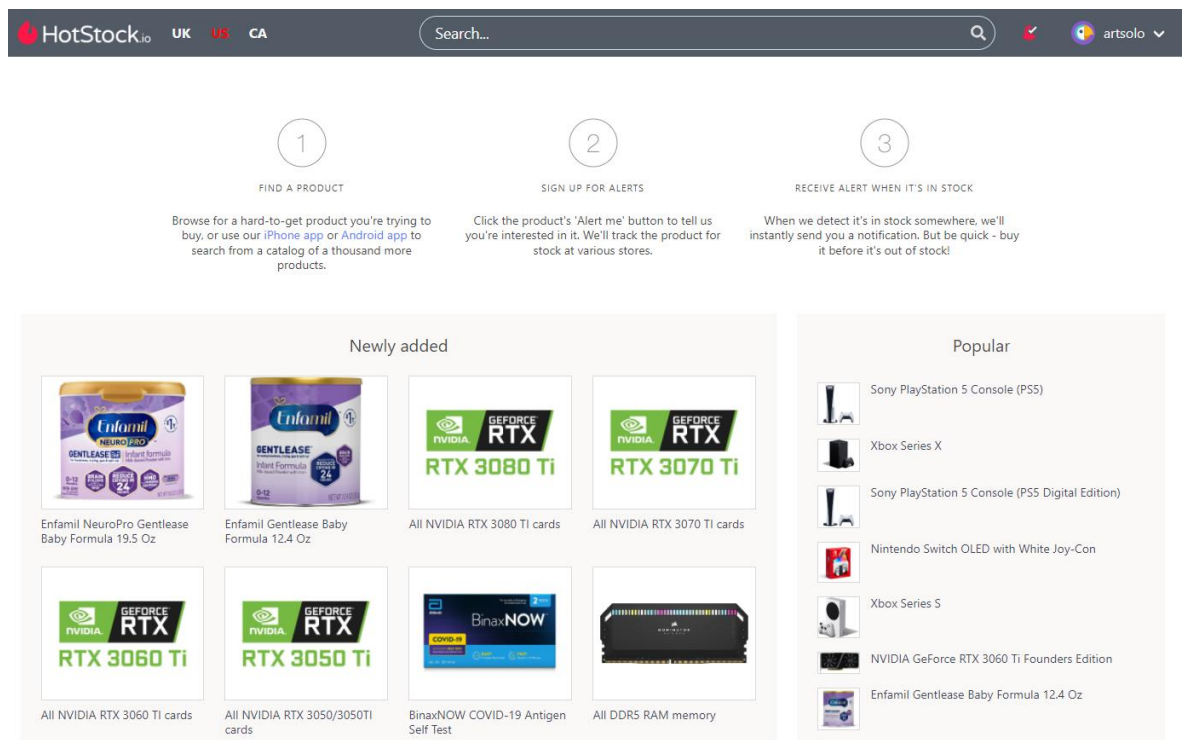 HotStock.io UK US CA Search... artsolo
1 2 3
FIND A PRODUCT
SIGN UP FOR ALERTS
RECEIVE ALERT WHEN IT'S IN STOCK
Browse for a hard-to-get product you're trying to
buy, or use our iPhone app or Android app to
search from a catalog of a thousand more
products.
Click the product's 'Alert me' button to tell us
you're interested in it. We'll track the product for
stock at various stores.
When we detect it's in stock somewhere, we'll
instantly send you a notification. But be quick - buy
it before it's out of stock!
Newly added
Enfamil
NEUROPRO
GENTLEASE
Infant formula
Enfamil NeuroPro Gentlease
Baby Formula 19.5 Oz
Enfamil
GENTLEASE
Infant Formula
REDUCE
24
0-12
Enfamil Gentlease Baby
Formula 12.4 Oz
NVIDIA. GEFORCE
RTX
RTX 3080 Ti
All NVIDIA RTX 3080 TI cards
NVIDIA. GEFORCE
RTX
RTX 3070 Ti
All NVIDIA RTX 3070 TI cards
NVIDIA. GEFORCE
RTX
RTX 3060 Ti
All NVIDIA RTX 3060 TI cards
NVIDIA. GEFORCE
RTX
RTX 3050 Ti
All NVIDIA RTX 3050/3050TI
cards
BinaxNOW
COVID-19
BinaxNOW COVID-19 Antigen
Self Test
All DDR5 RAM memory
Popular
Sony PlayStation 5 Console (PS5)
Xbox Series X
Sony PlayStation 5 Console (PS5 Digital Edition)
Nintendo Switch OLED with White Joy-Con
Xbox Series S
NVIDIA GeForce RTX 3060 Ti Founders Edition
Enfamil Gentlease Baby Formula 12.4 Oz